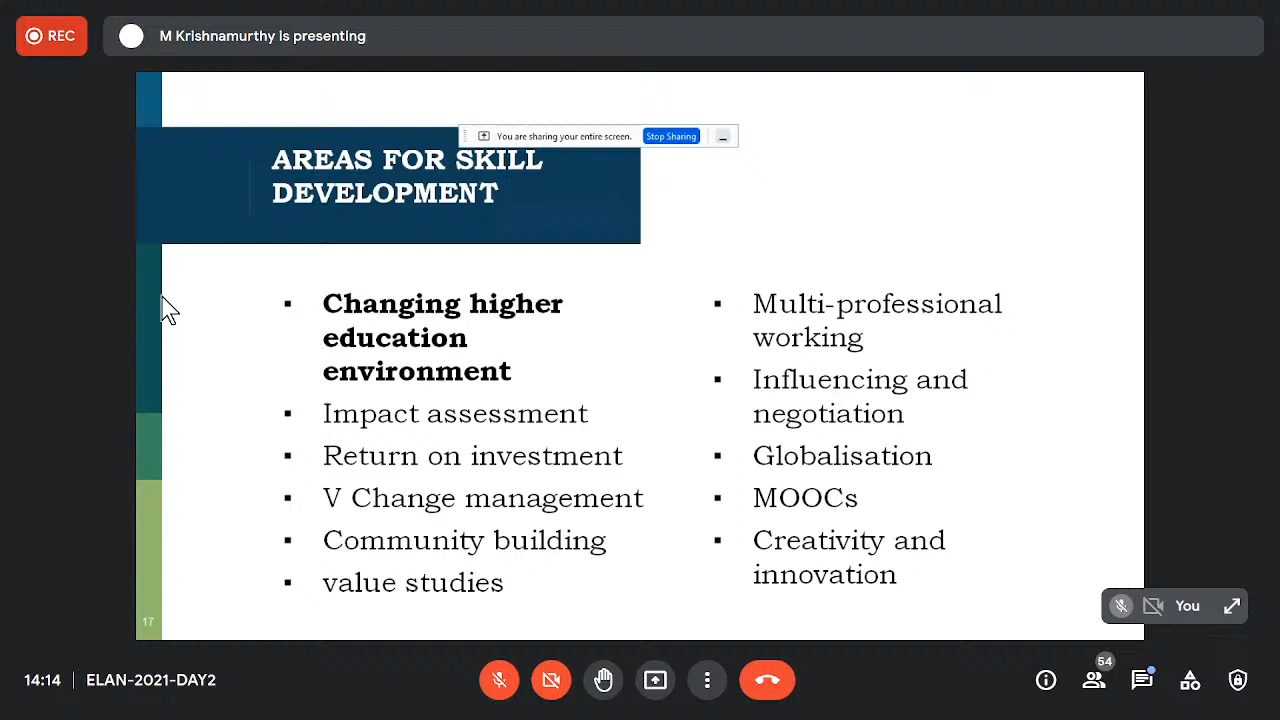 REC
M Krishnamurthy is presenting
You are sharing your entire screen.
Stop Sharing
AREAS FOR SKILL
DEVELOPMENT
▪ Changing higher
education
environment
▪ Impact assessment
▪ Return on investment
▪ V Change management
▪ Community building
▪ value studies
▪ Multi-professional
working
▪ Influencing and
negotiation
▪ Globalisation
▪ MOOCs
▪ Creativity and
innovation
17
You
14:14
ELAN-2021-DAY2
54